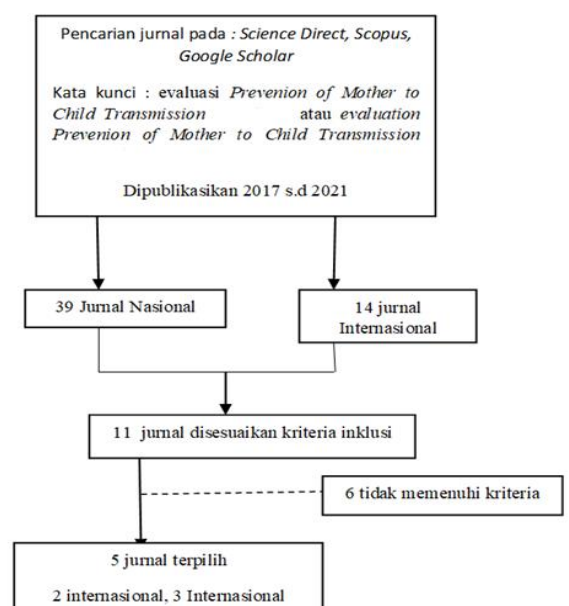 Pencarian jurnal pada : Science Direct, Scopus,
Google Scholar
Kata kunci : evaluasi Prevenion of Mother to
Child Transmission atau evaluation
Prevenion of Mother to Child Transmission
Dipublikasikan 2017 s.d 2021
39 Jurnal Nasional
14 jurnal
Internasional
11 jurnal disesuaikan kriteria inklusi
6 tidak memenuhi kriteria
5 jurnal terpilih
2 internasional, 3 Internasional